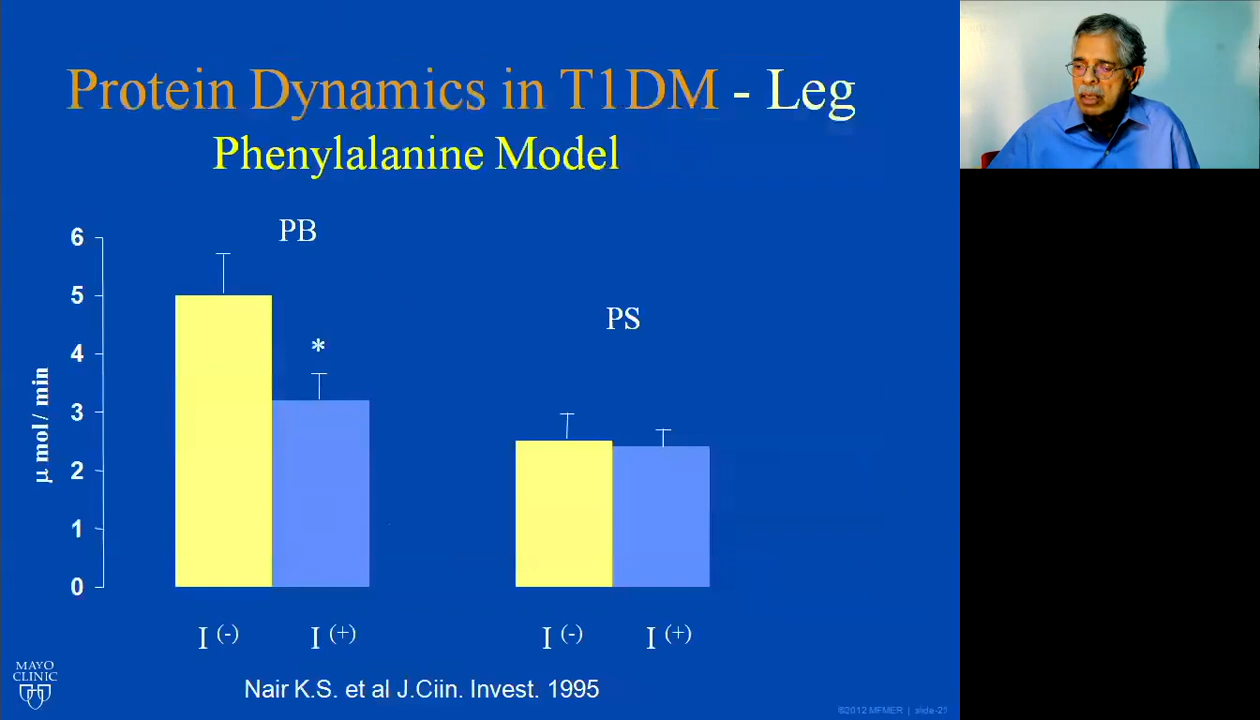 Protein Dynamics in T1DM - Leg
Phenylalanine Model
PB
PS
6
5
4
3
2
1
0
*
μ mol / min
I (-)
I (+)
I (-)
I (+)
MAYO
CLINIC
Nair K.S. et al J.Ciin. Invest. 1995
©2012 MFMER | slide-21